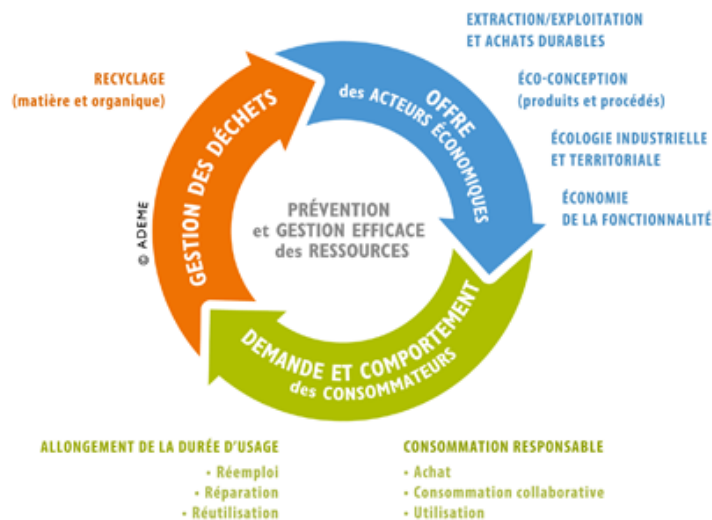 EXTRACTION/EXPLOITATION
ET ACHATS DURABLES
RECYCLAGE
(matière et organique)
ÉCO-CONCEPTION
(produits et procédés)
ÉCOLOGIE INDUSTRIELLE
ET TERRITORIALE
ÉCONOMIE
DE LA FONCTIONNALITÉ
OFFRE
des ACTEURS ÉCONOMIQUES
GESTION DES DÉCHETS
© ADEME
PRÉVENTION
et GESTION EFFICACE
des RESSOURCES
DEMANDE ET COMPORTEMENT
des CONSOMMATEURS
ALLONGEMENT DE LA DURÉE D'USAGE
• Réemploi
• Réparation
• Réutilisation
CONSOMMATION RESPONSABLE
• Achat
• Consommation collaborative
• Utilisation